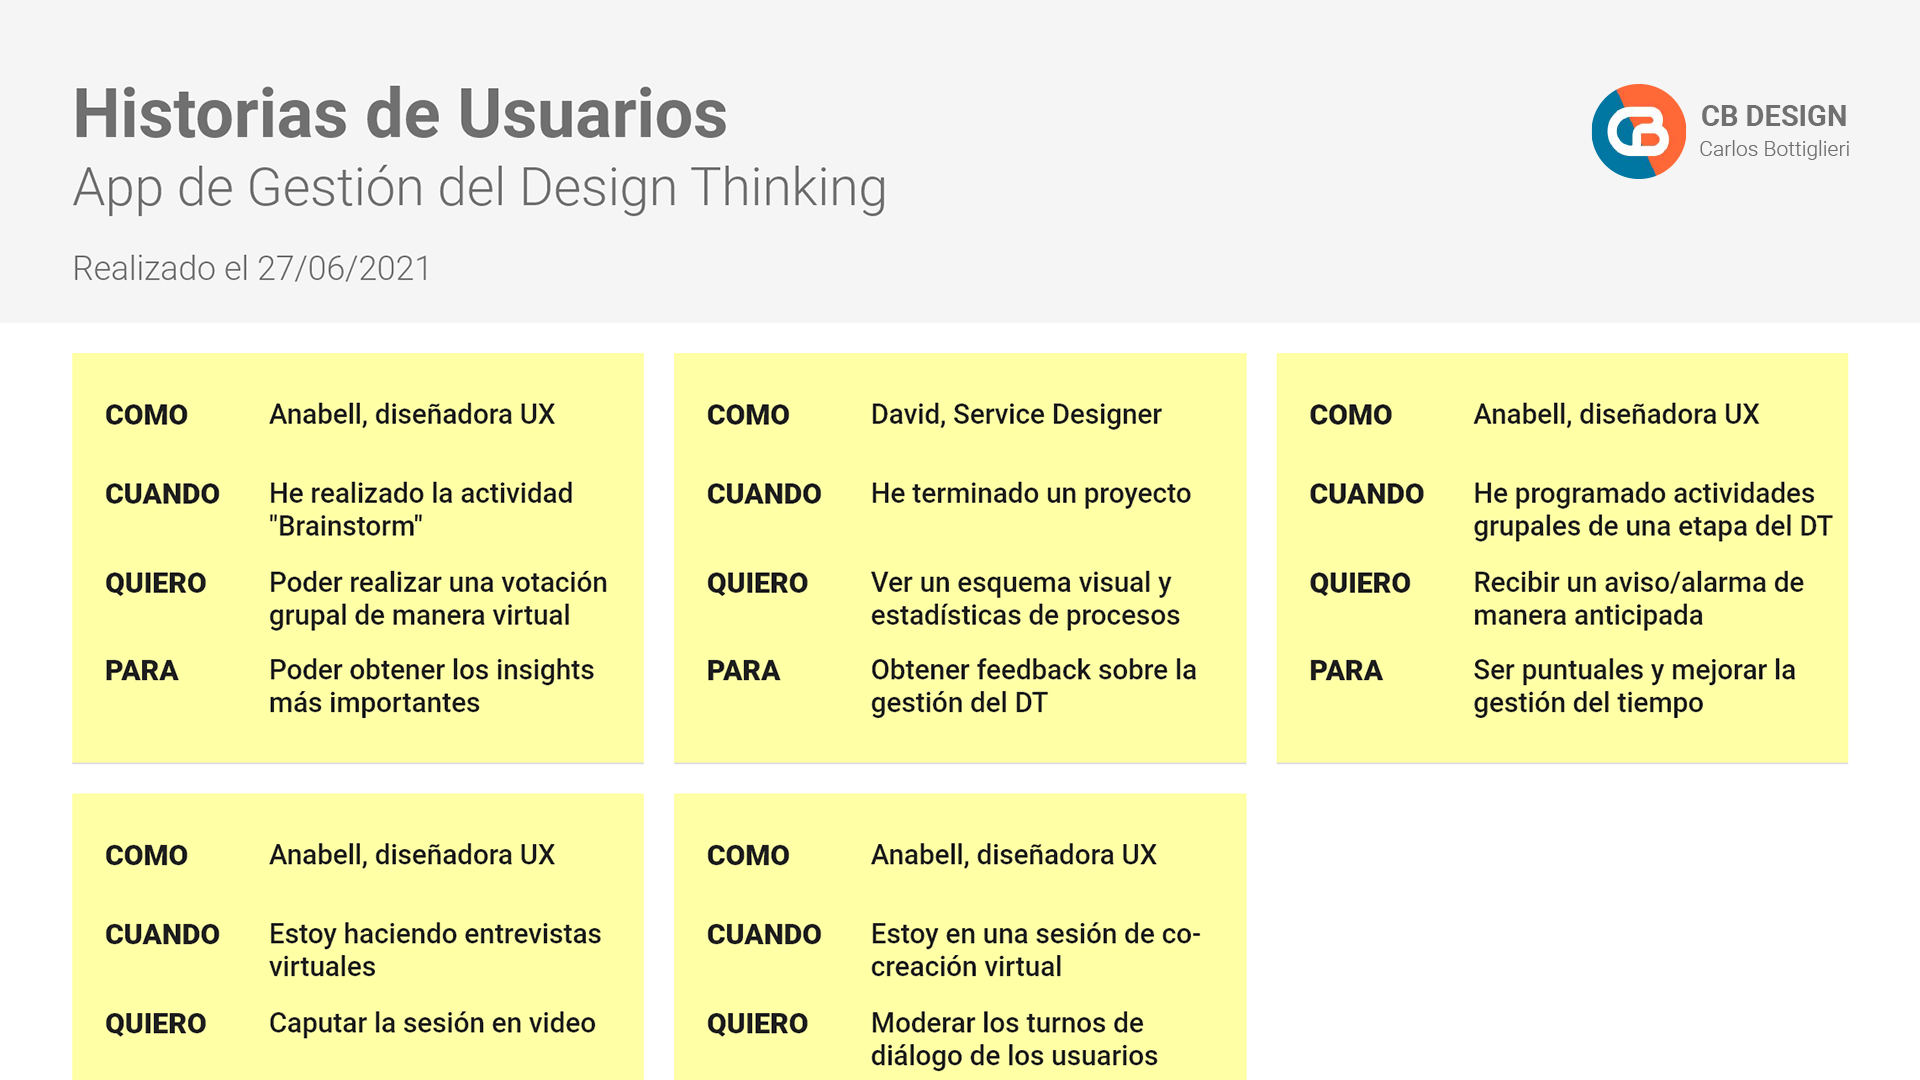 Historias de Usuarios
App de Gestión del Design Thinking
Realizado el 27/06/2021
CB
CB DESIGN
Carlos Bottiglieri
COMO Anabell, diseñadora UX
CUANDO He realizado la actividad
"Brainstorm"
QUIERO Poder realizar una votación
grupal de manera virtual
PARA Poder obtener los insights
más importantes
COMO David, Service Designer
CUANDO He terminado un proyecto
QUIERO Ver un esquema visual y
estadísticas de procesos
PARA Obtener feedback sobre la
gestión del DT
COMO Anabell, diseñadora UX
CUANDO He programado actividades
grupales de una etapa del DT
QUIERO Recibir un aviso/alarma de
manera anticipada
PARA Ser puntuales y mejorar la
gestión del tiempo
COMO Anabell, diseñadora UX
CUANDO Estoy haciendo entrevistas
virtuales
QUIERO Caputar la sesión en video
COMO Anabell, diseñadora UX
CUANDO Estoy en una sesión de co-
creación virtual
QUIERO Moderar los turnos de
diálogo de los usuarios